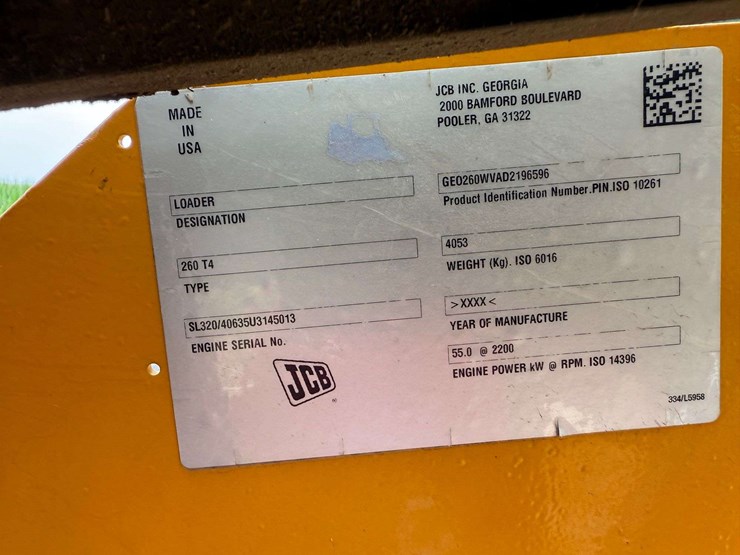 MADE
IN
USA
JCB INC. GEORGIA
2000 BAMFORD BOULEVARD
POOLER, GA 31322
LOADER
DESIGNATION
GEO260WVAD2196596
Product Identification Number.PIN.ISO 10261
260 T4
TYPE
4053
WEIGHT (Kg). ISO 6016
SL320/40635U3145013
ENGINE SERIAL No.
>XXXX<
YEAR OF MANUFACTURE
55.0 @ 2200
ENGINE POWER kW @ RPM. ISO 14396
JCB
334/L5958